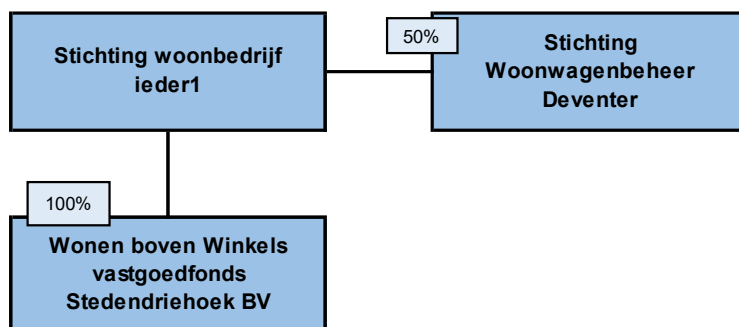 Stichting woonbedrijf
ieder1
50%
Stichting
Woonwagenbeheer
Deventer
100%
Wonen boven Winkels
vastgoedfonds
Stedendriehoek BV